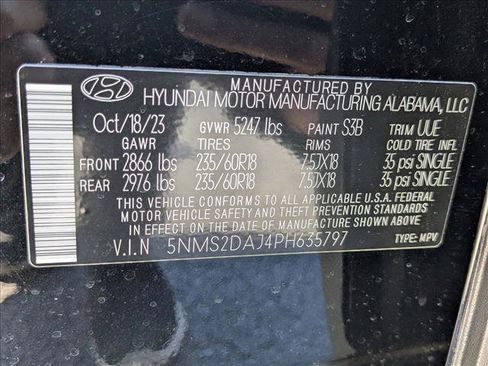 MANUFACTURED BY
HYUNDAI MOTOR MANUFACTURING ALABAMA, LLC
Oct/18/23 GVWR 5247 lbs PAINT S3B TRIM UUE
GAWR TIRES RIMS COLD TIRE INFL
FRONT 2866 lbs 235/60R18 7.5JX18 35 psi SINGLE
REAR 2976 lbs 235/60R18 7.5JX18 35 psi SINGLE
THIS VEHICLE CONFORMS TO ALL APPLICABLE U.S.A. FEDERAL
MOTOR VEHICLE SAFETY AND THEFT PREVENTION STANDARDS
IN EFFECT ON THE DATE OF MANUFACTURE SHOWN ABOVE.
V.I.N 5NMS2DAJ4PH635797 TYPE: MPV